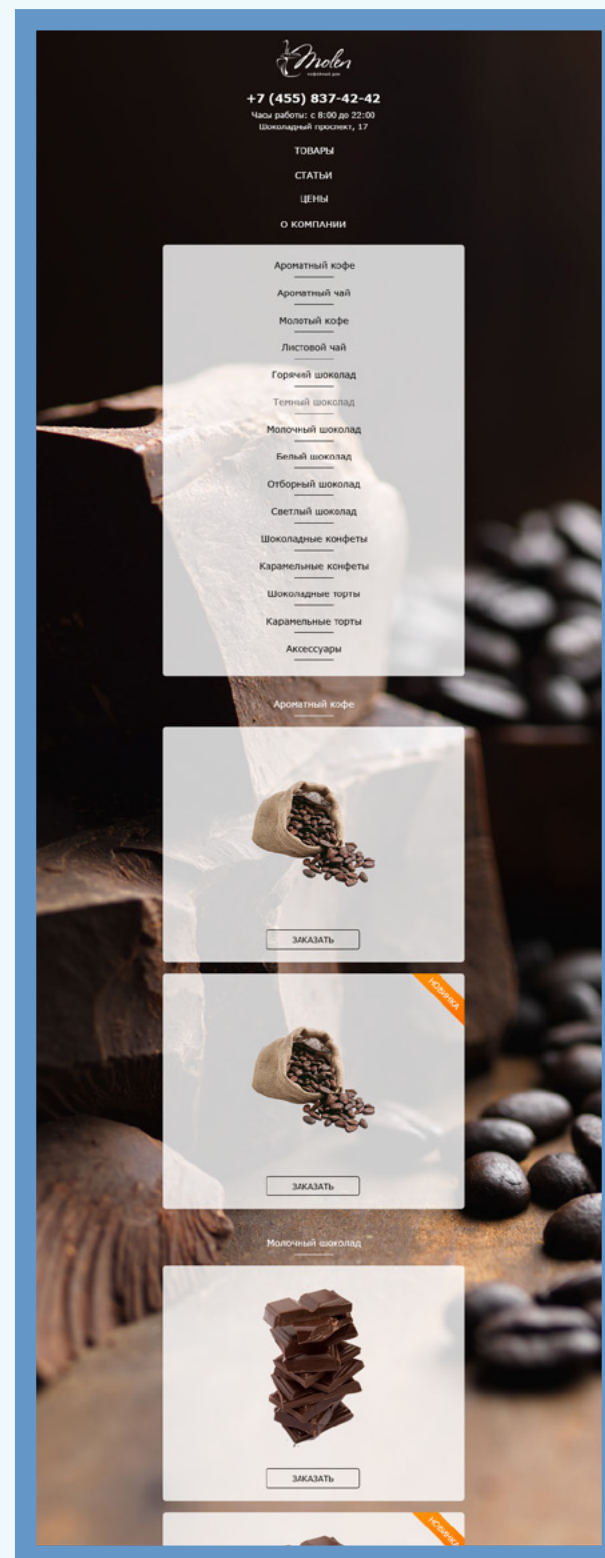 Molen
кофейный дом
+7 (455) 837-42-42
Часы работы: с 8:00 до 22:00
Шоколадный проспект, 17
ТОВАРЫ
СТАТЬИ
ЦЕНЫ
О КОМПАНИИ
Ароматный кофе
Ароматный чай
Молотый кофе
Листовой чай
Горячий шоколад
Темный шоколад
Молочный шоколад
Белый шоколад
Отборный шоколад
Светлый шоколад
Шоколадные конфеты
Карамельные конфеты
Шоколадные торты
Карамельные торты
Аксессуары
Ароматный кофе
ЗАКАЗАТЬ
НОВИНКА
ЗАКАЗАТЬ
Молочный шоколад
ЗАКАЗАТЬ
НОВИНКА